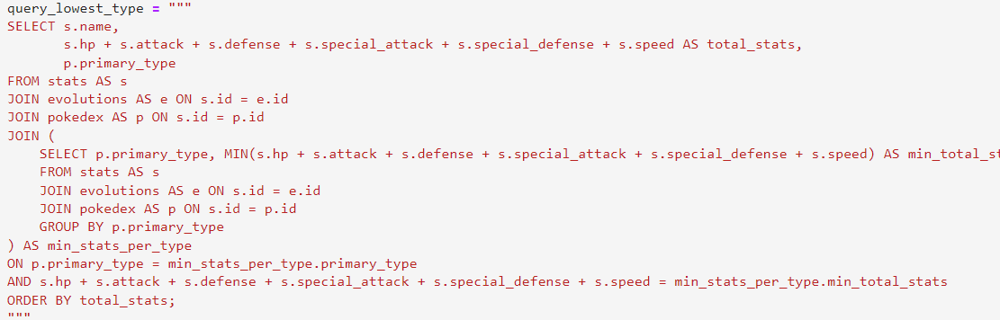 query_lowest_type = """
SELECT s.name,
       s.hp + s.attack + s.defense + s.special_attack + s.special_defense + s.speed AS total_stats,
       p.primary_type
FROM stats AS s
JOIN evolutions AS e ON s.id = e.id
JOIN pokedex AS p ON s.id = p.id
JOIN (
    SELECT p.primary_type, MIN(s.hp + s.attack + s.defense + s.special_attack + s.special_defense + s.speed) AS min_total_st
    FROM stats AS s
    JOIN evolutions AS e ON s.id = e.id
    JOIN pokedex AS p ON s.id = p.id
    GROUP BY p.primary_type
) AS min_stats_per_type
ON p.primary_type = min_stats_per_type.primary_type
AND s.hp + s.attack + s.defense + s.special_attack + s.special_defense + s.speed = min_stats_per_type.min_total_stats
ORDER BY total_stats;
"""